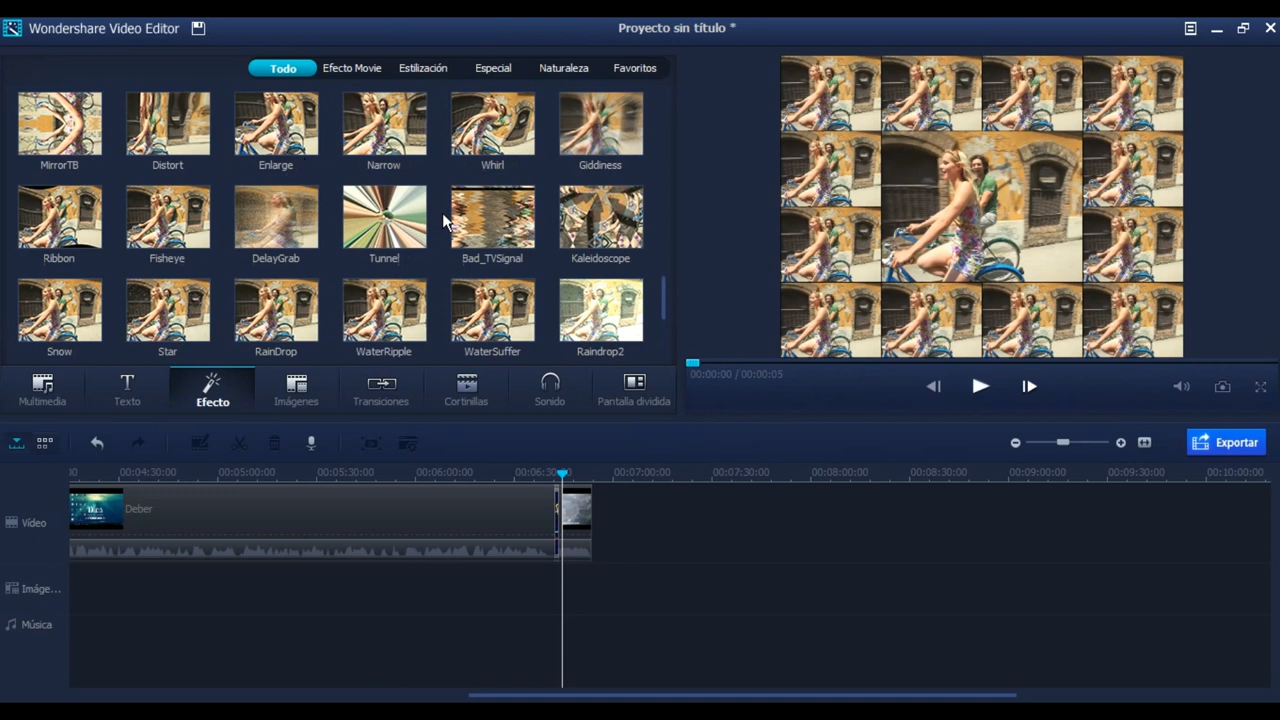 Wondershare Video Editor
Proyecto sin título *
Todo
Efecto Movie
Estilización
Especial
Naturaleza
Favoritos
MirrorTB
Distort
Enlarge
Narrow
Whirl
Giddiness
Ribbon
Fisheye
DelayGrab
Tunnel
Bad_TVSignal
Kaleidoscope
Snow
Star
RainDrop
WaterRipple
WaterSuffer
Raindrop2
00:00:00 / 00:00:05
Multimedia
Texto
Efecto
Imágenes
Transiciones
Cortinillas
Sonido
Pantalla dividida
Exportar
00:04:30:00
00:05:00:00
00:05:30:00
00:06:00:00
00:06:30:
00:07:00:00
00:07:30:00
00:08:00:00
00:08:30:00
00:09:00:00
00:09:30:00
00:10:00:00
Vídeo
Deber
Imáge...
Música